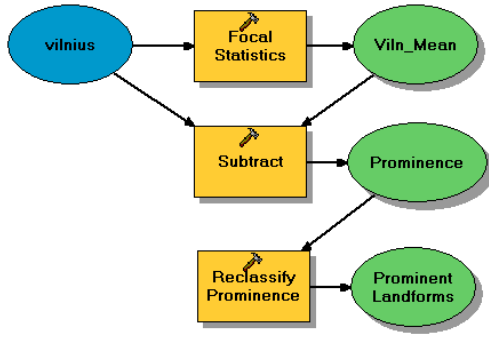 vilnius
Focal
Statistics
Viln_Mean
Subtract
Prominence
Reclassify
Prominence
Prominent
Landforms